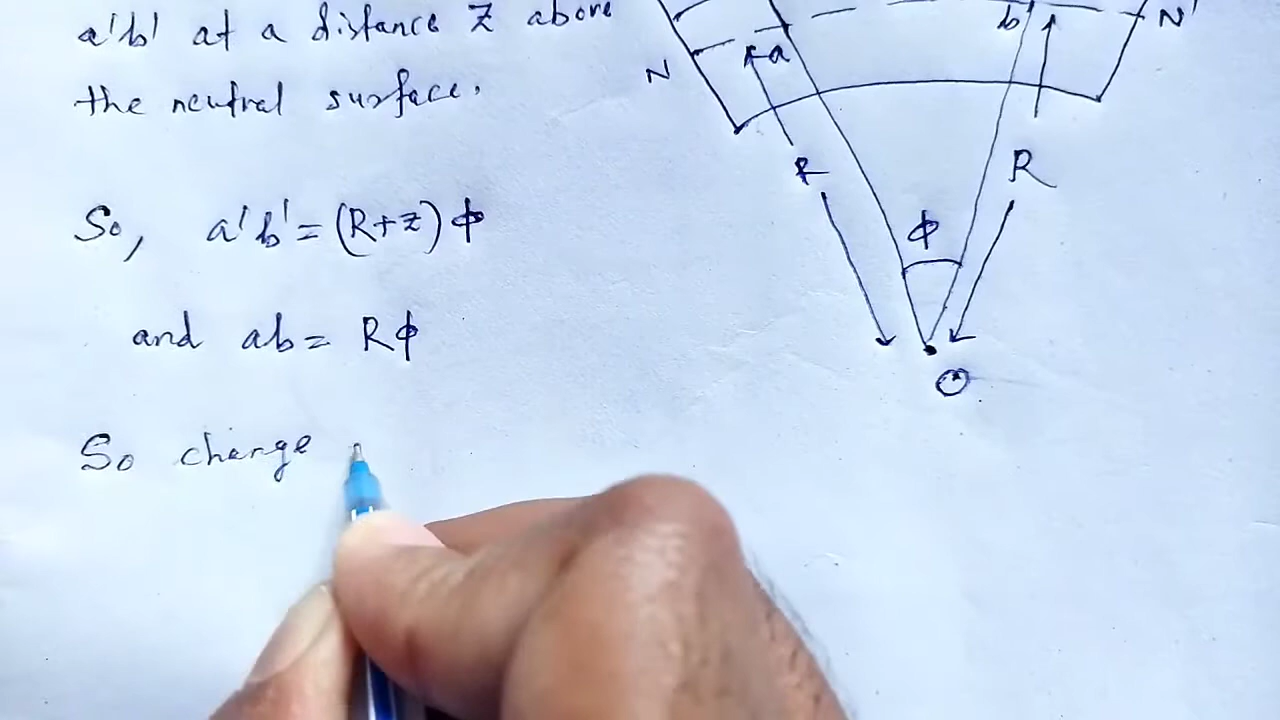 a'b' at a distance z above
the neutral surface.
So, a'b' = (R+z) ϕ
and ab = Rϕ
So change
N
a
b
N'
R
R
ϕ
O